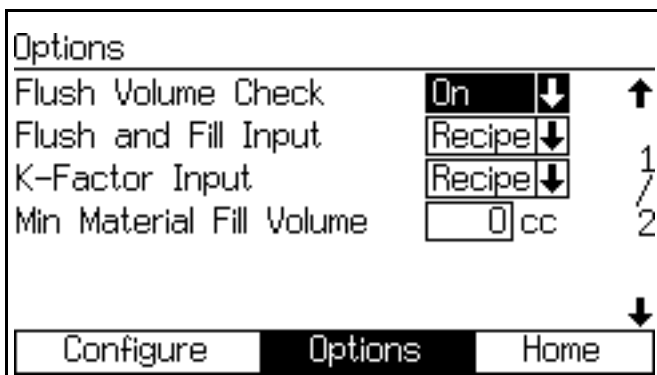 Options
Flush Volume Check On
Flush and Fill Input Recipe
K-Factor Input Recipe
Min Material Fill Volume 0 cc
1
/
2
Configure Options Home